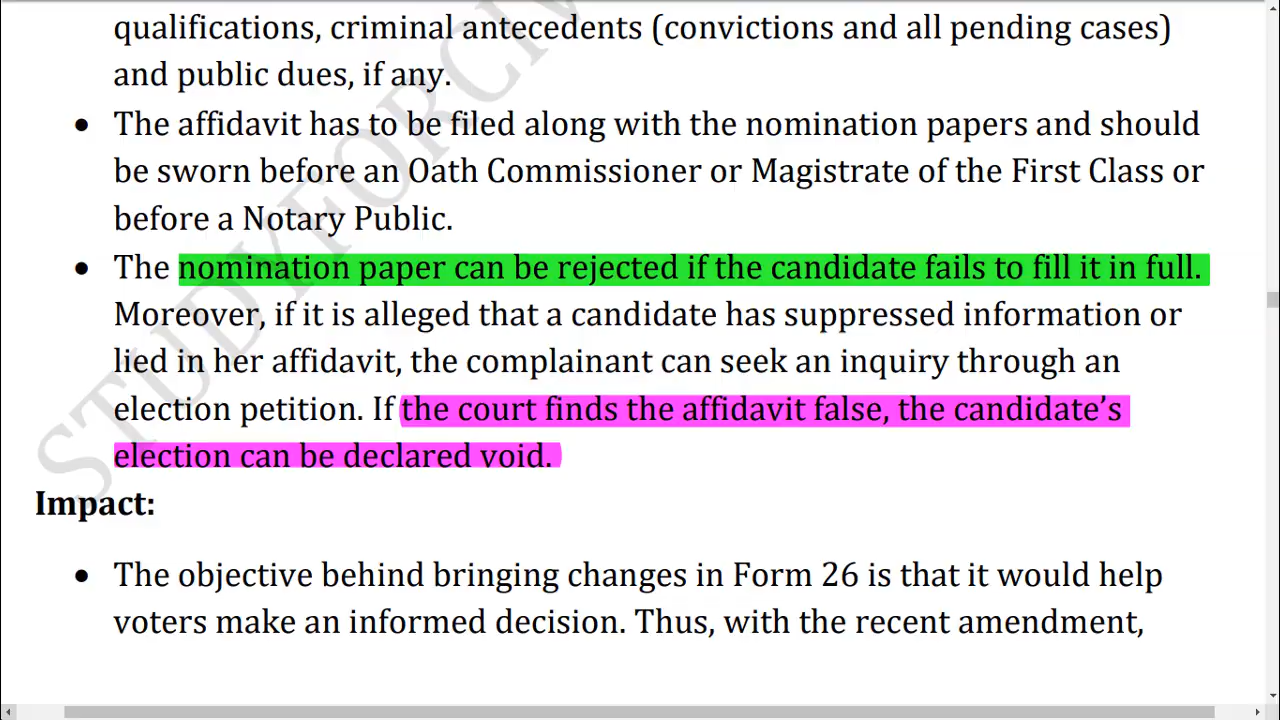 qualifications, criminal antecedents (convictions and all pending cases)
and public dues, if any.
• The affidavit has to be filed along with the nomination papers and should
be sworn before an Oath Commissioner or Magistrate of the First Class or
before a Notary Public.
• The nomination paper can be rejected if the candidate fails to fill it in full.
Moreover, if it is alleged that a candidate has suppressed information or
lied in her affidavit, the complainant can seek an inquiry through an
election petition. If the court finds the affidavit false, the candidate’s
election can be declared void.
Impact:
• The objective behind bringing changes in Form 26 is that it would help
voters make an informed decision. Thus, with the recent amendment,
STUDYFORCIV